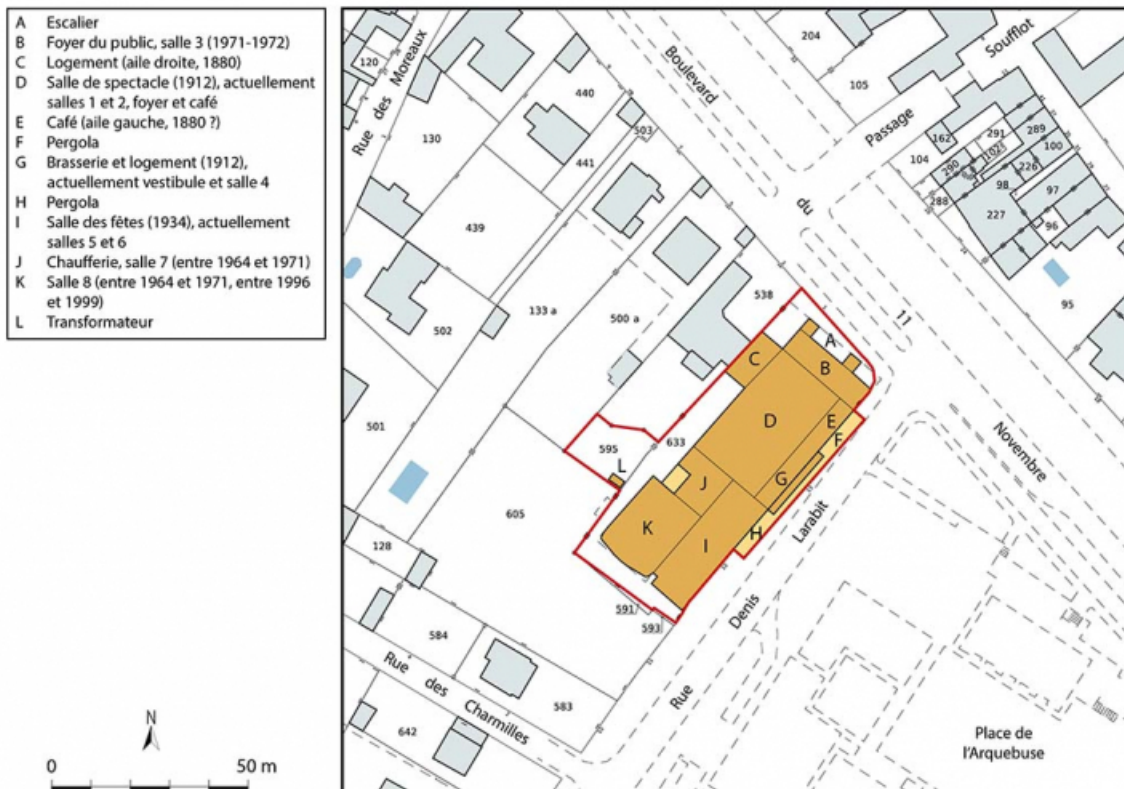 A Escalier
B Foyer du public, salle 3 (1971-1972)
C Logement (aile droite, 1880)
D Salle de spectacle (1912), actuellement
salles 1 et 2, foyer et café
E Café (aile gauche, 1880 ?)
F Pergola
G Brasserie et logement (1912),
actuellement vestibule et salle 4
H Pergola
I Salle des fêtes (1934), actuellement
salles 5 et 6
J Chaufferie, salle 7 (entre 1964 et 1971)
K Salle 8 (entre 1964 et 1971, entre 1996
et 1999)
L Transformateur
N
0 50 m
120
Rue des Moreaux
130
440
441
503
439
Boulevard du 11 Novembre
204
105
Passage Soufflot
104
162
290
291
1027
289
100
226
98
97
96
288
227
95
502
133 a
500 a
538
501
595
633
605
A
B
C
D
E
F
G
H
I
J
K
L
128
584
591
593
583
642
Rue des Charmilles
Rue Denis Larabit
Place de
l'Arquebuse